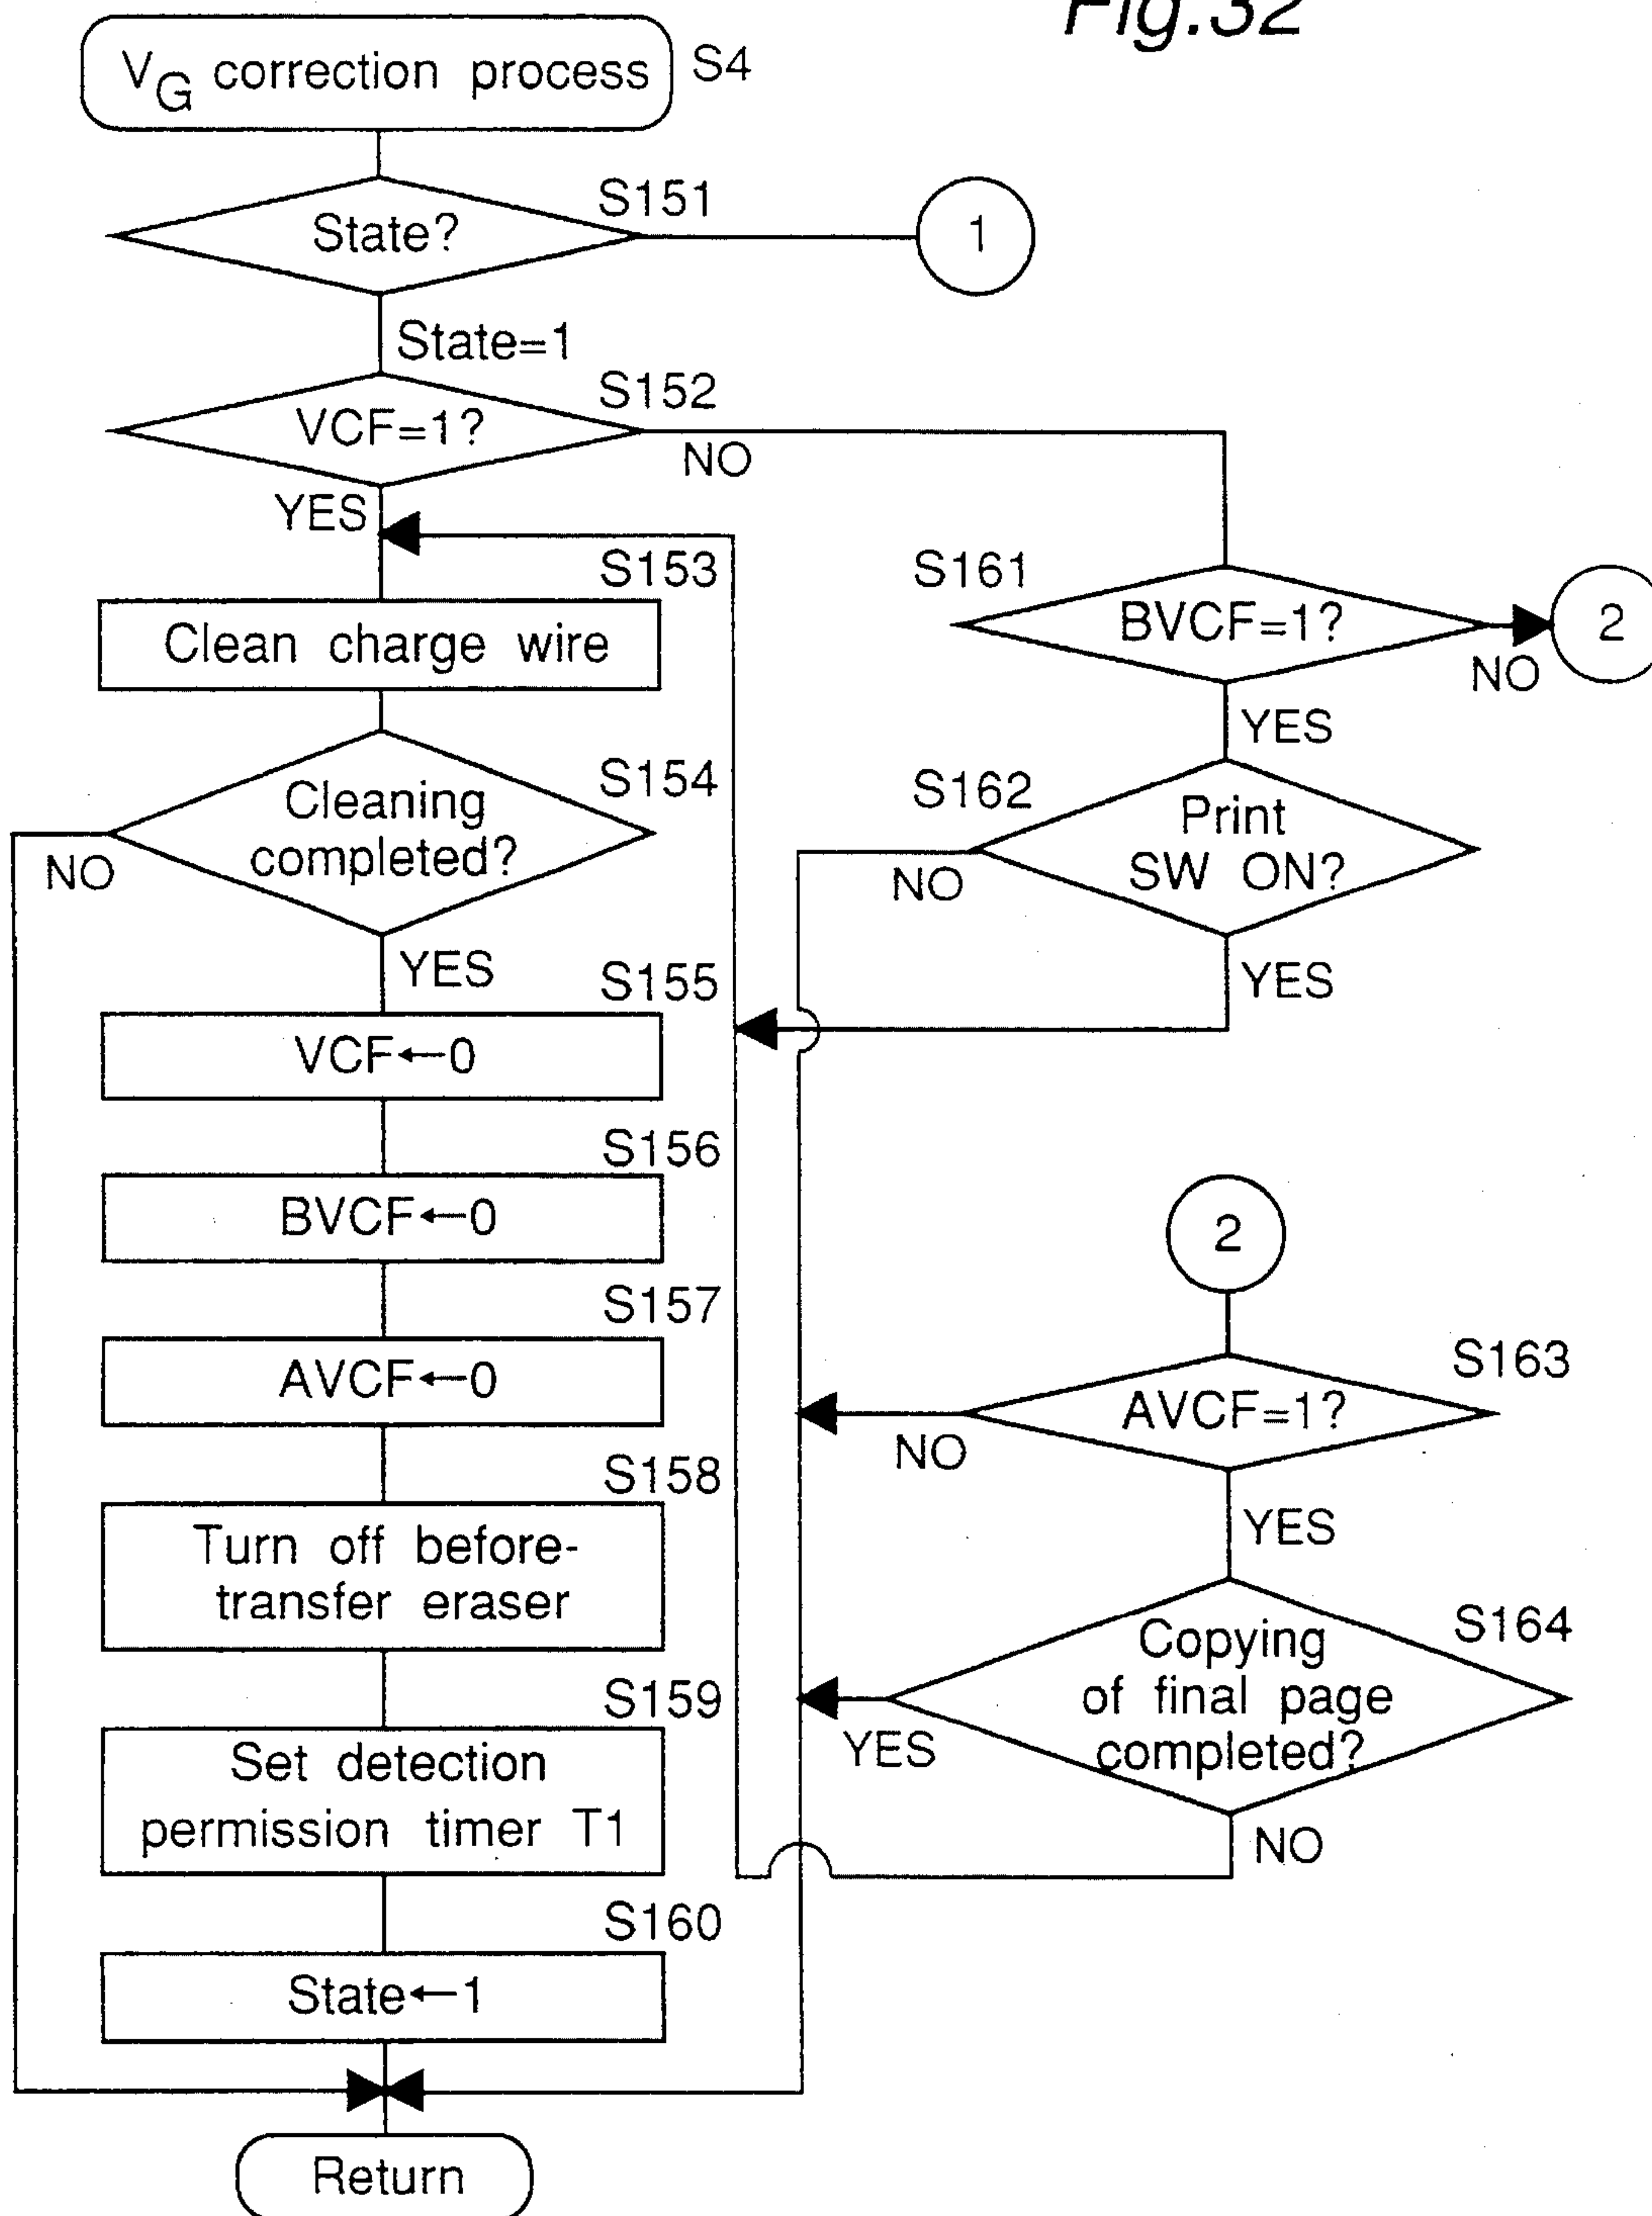 Fig.32
VG correction process S4
State? S151
1
State=1
VCF=1? S152
NO
YES
S153
Clean charge wire
S154
Cleaning
completed?
NO
YES
S155
VCF←0
S156
BVCF←0
S157
AVCF←0
S158
Turn off before-
transfer eraser
S159
Set detection
permission timer T1
S160
State←1
Return
S161
BVCF=1?
NO
2
YES
S162
Print
SW ON?
NO
YES
2
S163
AVCF=1?
NO
YES
S164
Copying
of final page
completed?
YES
NO